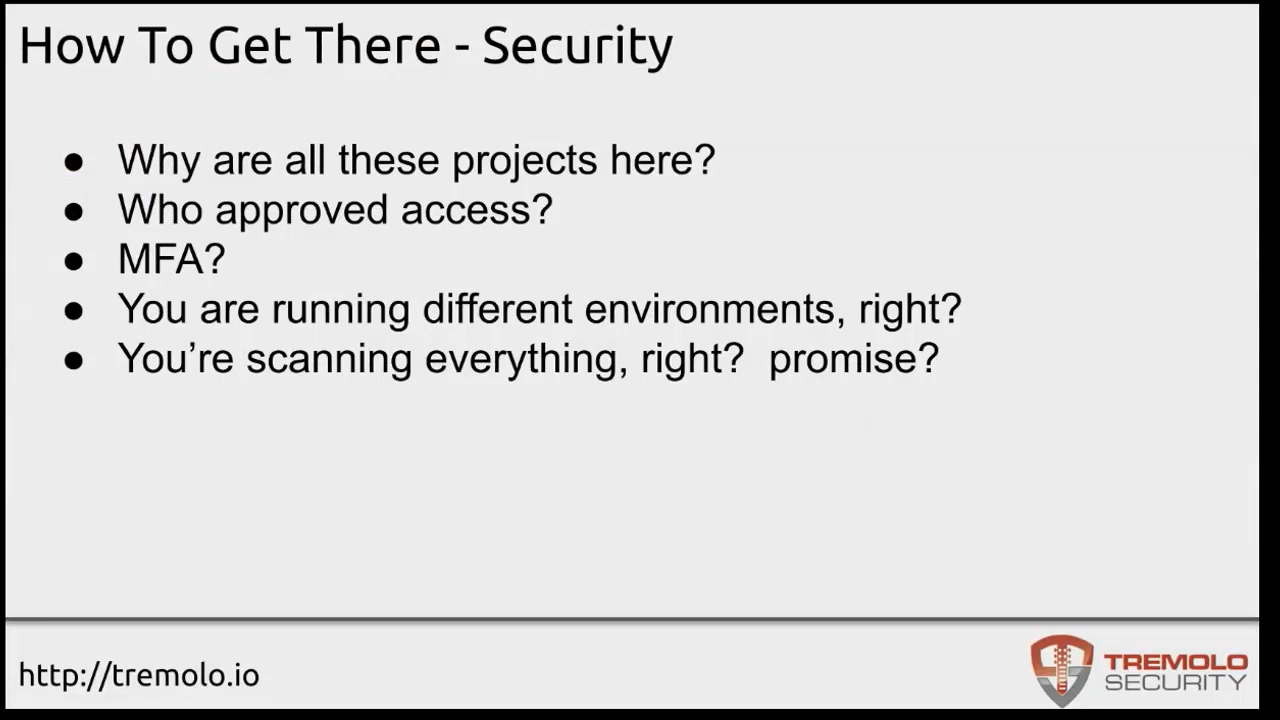 How To Get There - Security
● Why are all these projects here?
● Who approved access?
● MFA?
● You are running different environments, right?
● You’re scanning everything, right?  promise?
http://tremolo.io
TREMOLO
SECURITY